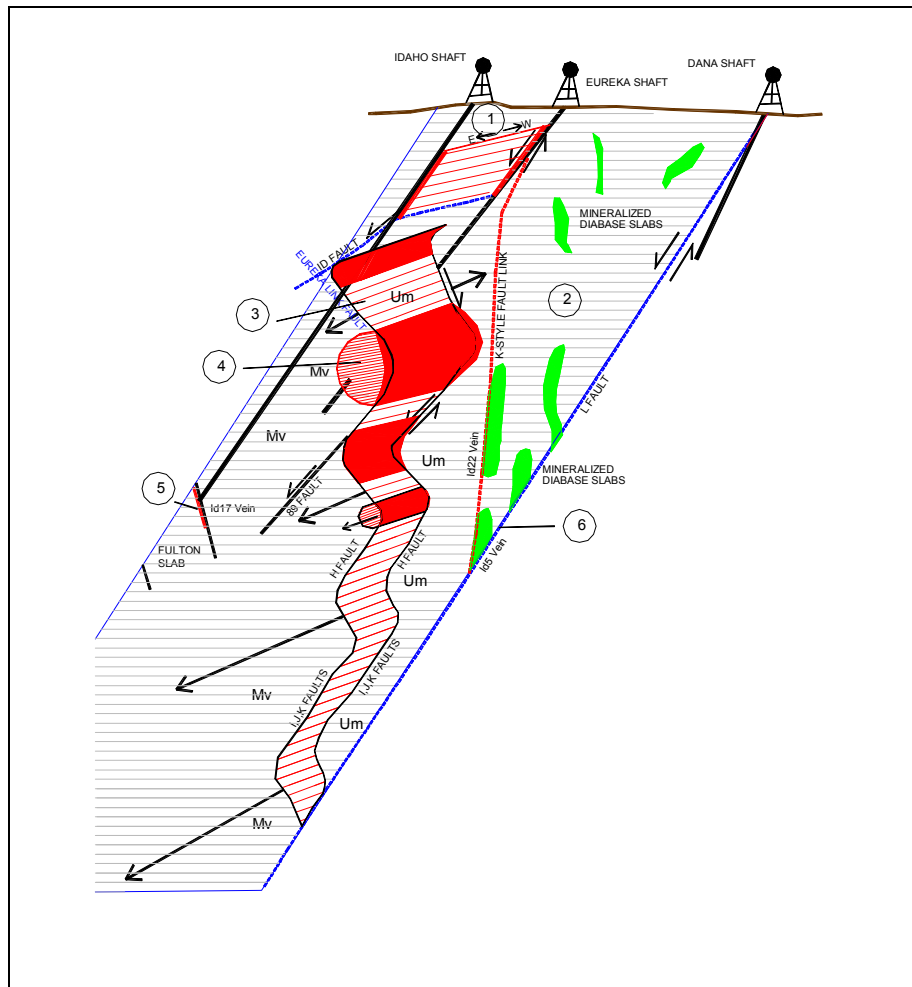 IDAHO SHAFT
EUREKA SHAFT
DANA SHAFT
1
E
W
MINERALIZED
DIABASE SLABS
ID FAULT
EUREKA LINK FAULT
Um
3
2
K-STYLE FAULT LINK
4
Mv
L FAULT
Mv
Um
Id22 Vein
MINERALIZED
DIABASE SLABS
5
Id17 Vein
89 FAULT
6
FULTON
SLAB
H FAULT
H FAULT
Id5 Vein
Um
I,J,K FAULTS
I,J,K FAULTS
Mv
Um
Mv